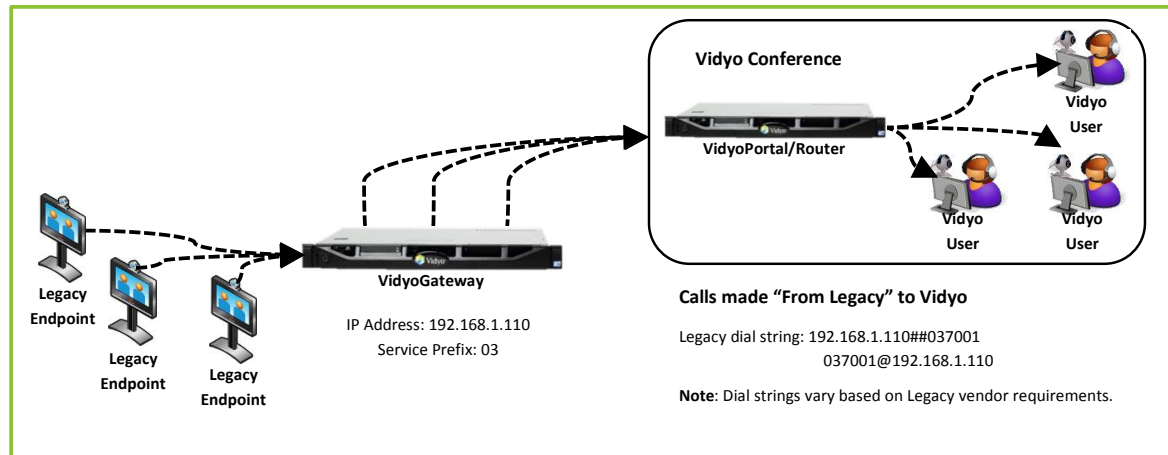 Vidyo Conference
Vidyo
User
Vidyo
VidyoPortal/Router
Vidyo
User
Vidyo
User
Legacy
Endpoint
Legacy
Endpoint
Legacy
Endpoint
Vidyo
VidyoGateway
IP Address: 192.168.1.110
Service Prefix: 03
Calls made “From Legacy” to Vidyo
Legacy dial string: 192.168.1.110##037001
037001@192.168.1.110
Note: Dial strings vary based on Legacy vendor requirements.